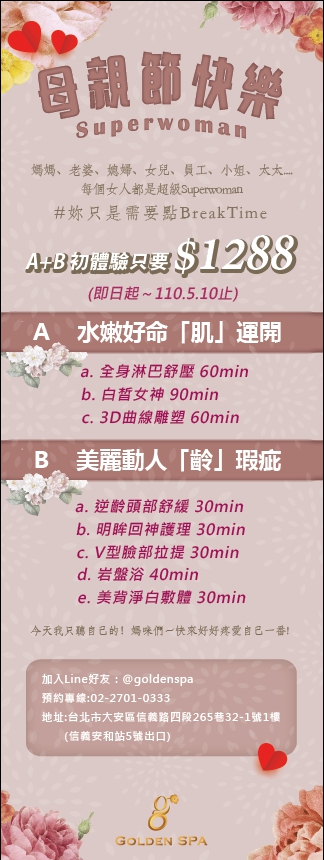 母親節快樂
Superwoman
媽媽、老婆、媳婦、女兒、員工、小姐、太太....
每個女人都是超級Superwoman
#妳只是需要點BreakTime
A+B初體驗只要$1288
(即日起~110.5.10止)
A 水嫩好命「肌」運開
a. 全身淋巴舒壓 60min
b. 白皙女神 90min
c. 3D曲線雕塑 60min
B 美麗動人「齡」瑕疵
a. 逆齡頭部舒緩 30min
b. 明眸回神護理 30min
c. V型臉部拉提 30min
d. 岩盤浴 40min
e. 美背淨白敷體 30min
今天我只聽自己的! 媽咪們~快來好好疼愛自己一番!
加入Line好友:@goldenspa
預約專線:02-2701-0333
地址:台北市大安區信義路四段265巷32-1號1樓
(信義安和站5號出口)
GOLDEN SPA